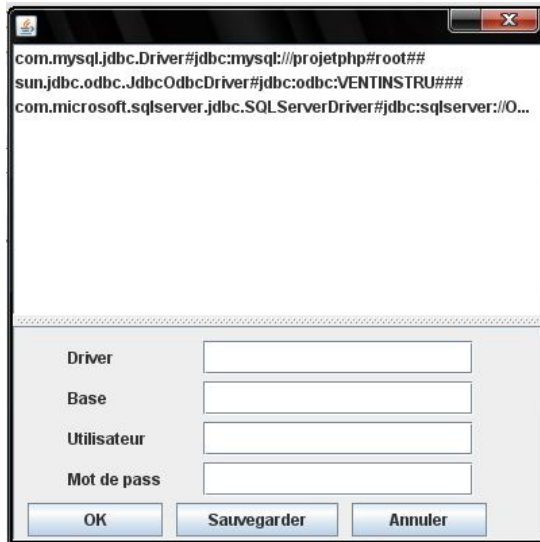 com.mysql.jdbc.Driver#jdbc:mysql:///projetphp#root##
sun.jdbc.odbc.JdbcOdbcDriver#jdbc:odbc:VENTINSTRU###
com.microsoft.sqlserver.jdbc.SQLServerDriver#jdbc:sqlserver://O...
Driver
Base
Utilisateur
Mot de pass
OK Sauvegarder Annuler